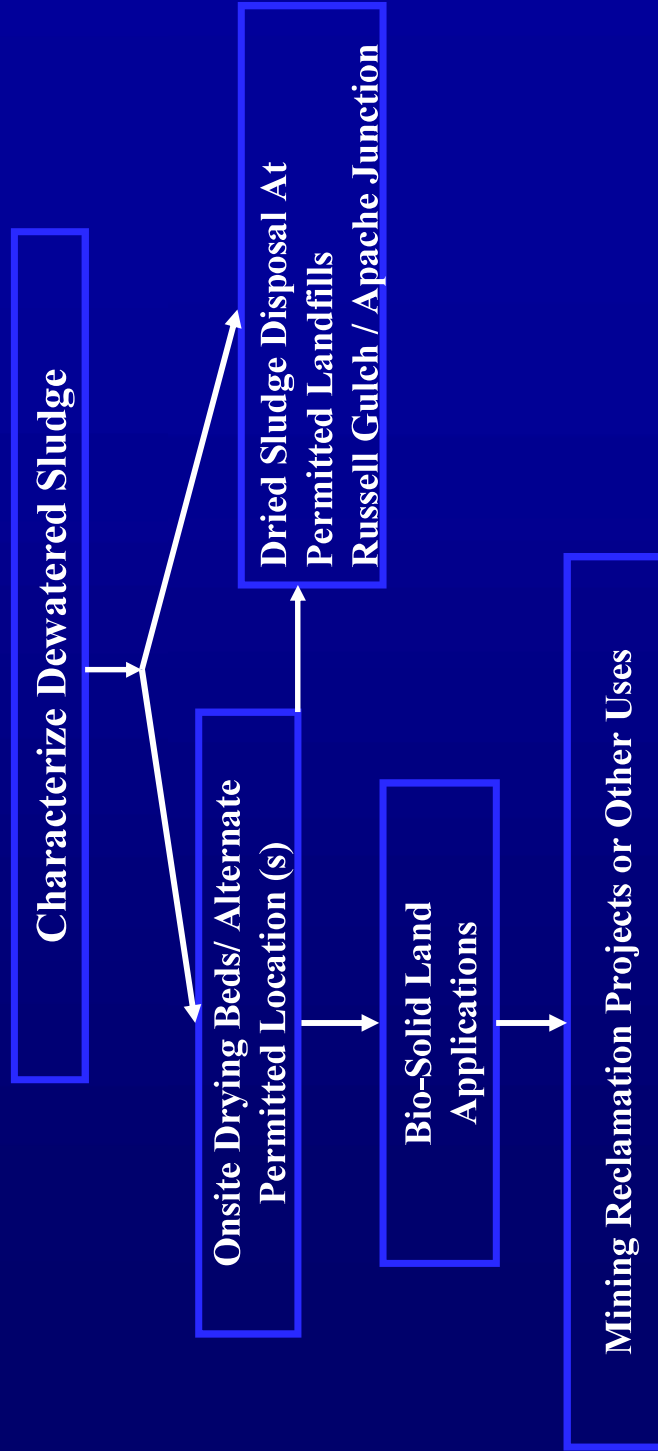 Characterize Dewatered Sludge
Onsite Drying Beds/ Alternate
Permitted Location (s)
Dried Sludge Disposal At
Permitted Landfills
Russell Gulch / Apache Junction
Bio-Solid Land
Applications
Mining Reclamation Projects or Other Uses